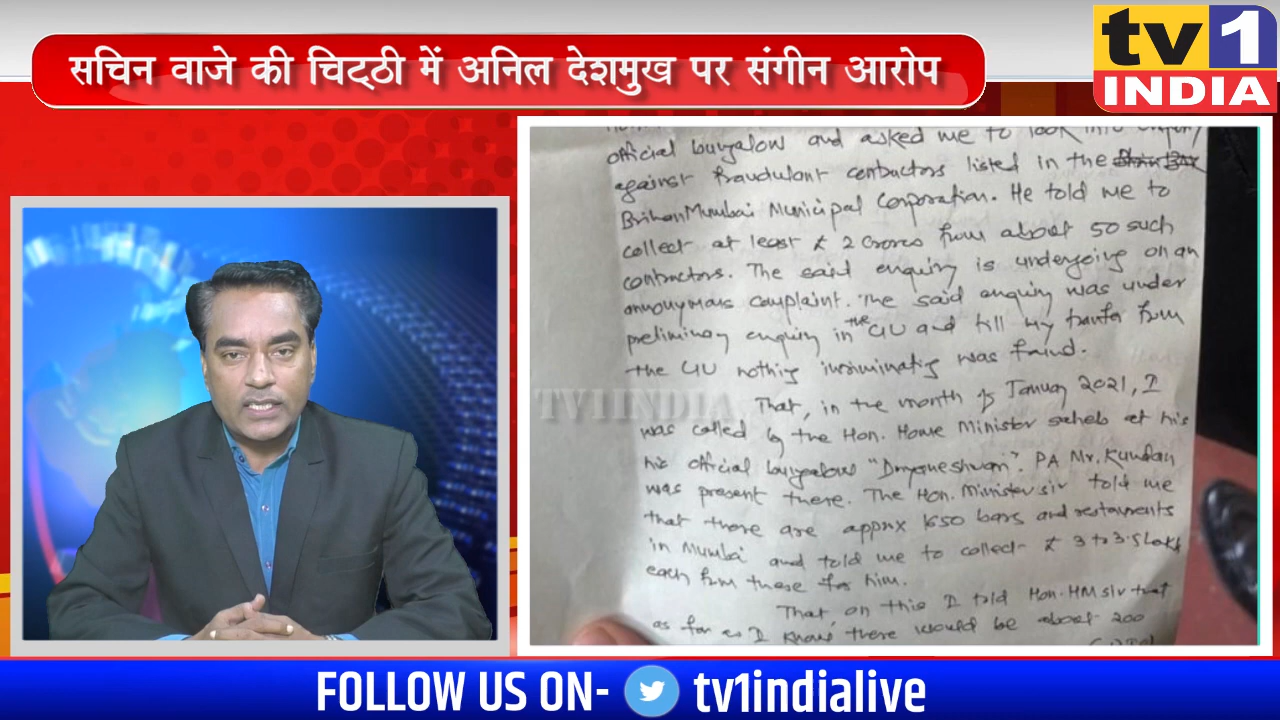 tv1
INDIA
सचिन वाजे की चिट्ठी में अनिल देशमुख पर संगीन आरोप
official bungalow and asked me to look into
against fraudulant contractors listed in the
BrihanMumbai Municipal Corporation. He told me to
collect at least ₹ 2 crores from about 50 such
contractors. The said enquiry is undergoing on an
annonymous complaint. The said enquiry was under
preliminary enquiry in the CIU and till my tranfer from
the CIU nothing incriminating was found.
That, in the month of January 2021, I
was called by the Hon. Home Minister saheb at his
his official bungalow "Dnyaneshwari". PA Mr. Kundan
was present there. The Hon. Minister sir told me
that there are apprx 1650 bars and restaurents
in Mumbai and told me to collect ₹ 3 to 3.5 Lakh
each from these for him.
That, on this I told Hon. HM sir that
as far as I know there would be about 200
TV1 INDIA
FOLLOW US ON- tv1indialive